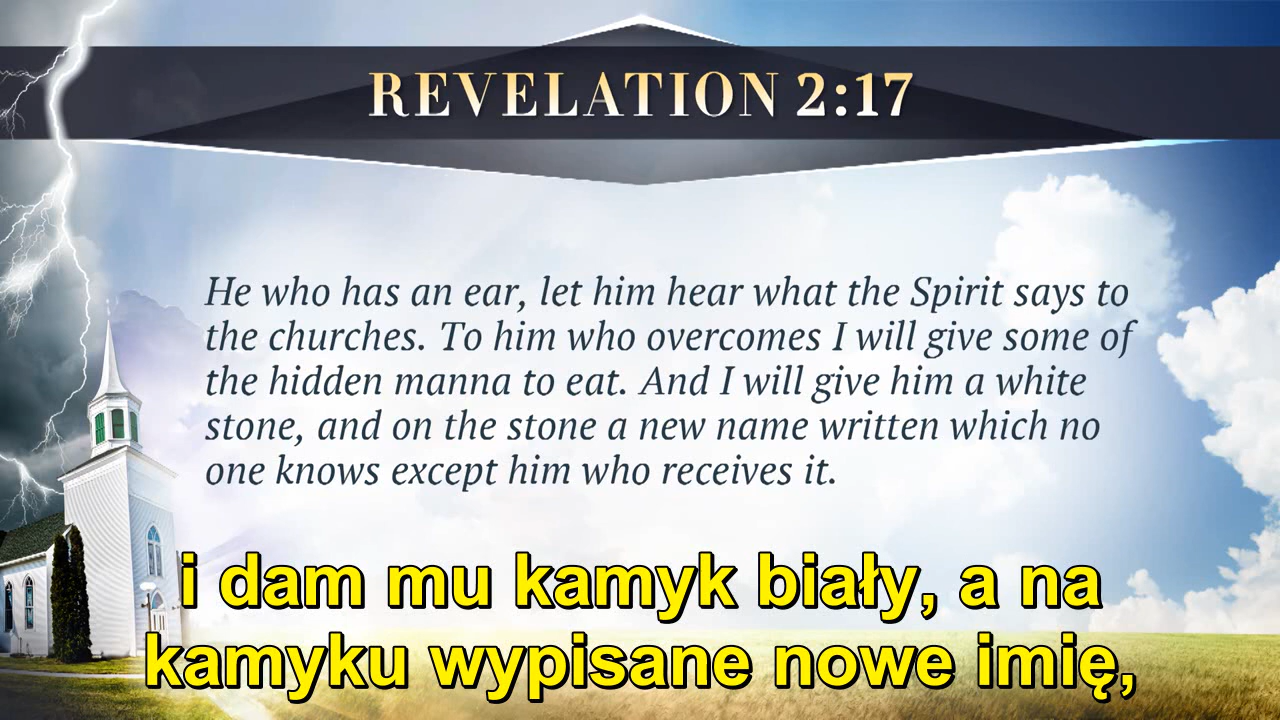 REVELATION 2:17
He who has an ear, let him hear what the Spirit says to
the churches. To him who overcomes I will give some of
the hidden manna to eat. And I will give him a white
stone, and on the stone a new name written which no
one knows except him who receives it.
i dam mu kamyk biały, a na
kamyku wypisane nowe imię,